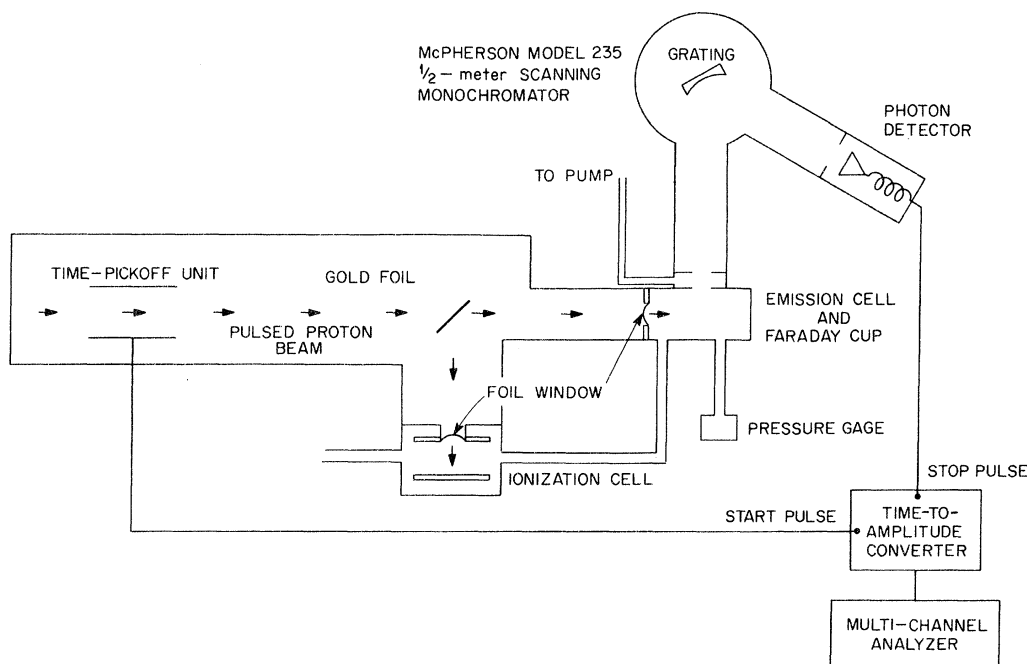 McPHERSON MODEL 235
1/2-meter SCANNING
MONOCHROMATOR
GRATING
PHOTON
DETECTOR
TO PUMP
TIME-PICKOFF UNIT
GOLD FOIL
PULSED PROTON
BEAM
EMISSION CELL
AND
FARADAY CUP
FOIL WINDOW
PRESSURE GAGE
IONIZATION CELL
STOP PULSE
START PULSE
TIME-TO-
AMPLITUDE
CONVERTER
MULTI-CHANNEL
ANALYZER